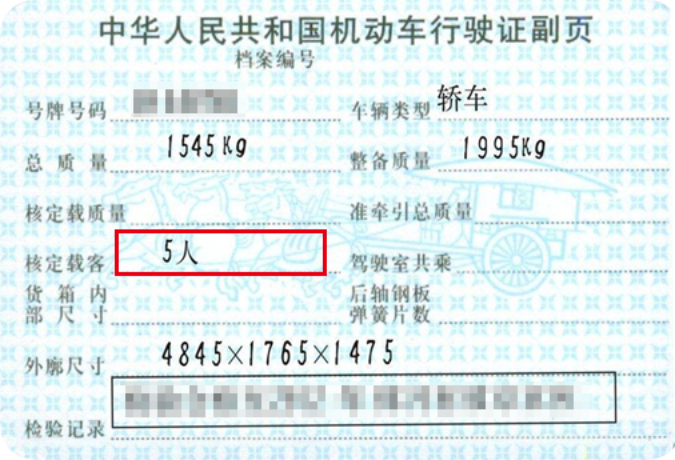 中华人民共和国机动车行驶证副页
档案编号
号牌号码 车辆类型 轿车
总质量 1545Kg 整备质量 1995Kg
核定载质量 准牵引总质量
核定载客 5人 驾驶室共乘
货箱内部尺寸 后轴钢板弹簧片数
外廓尺寸 4845×1765×1475
检验记录